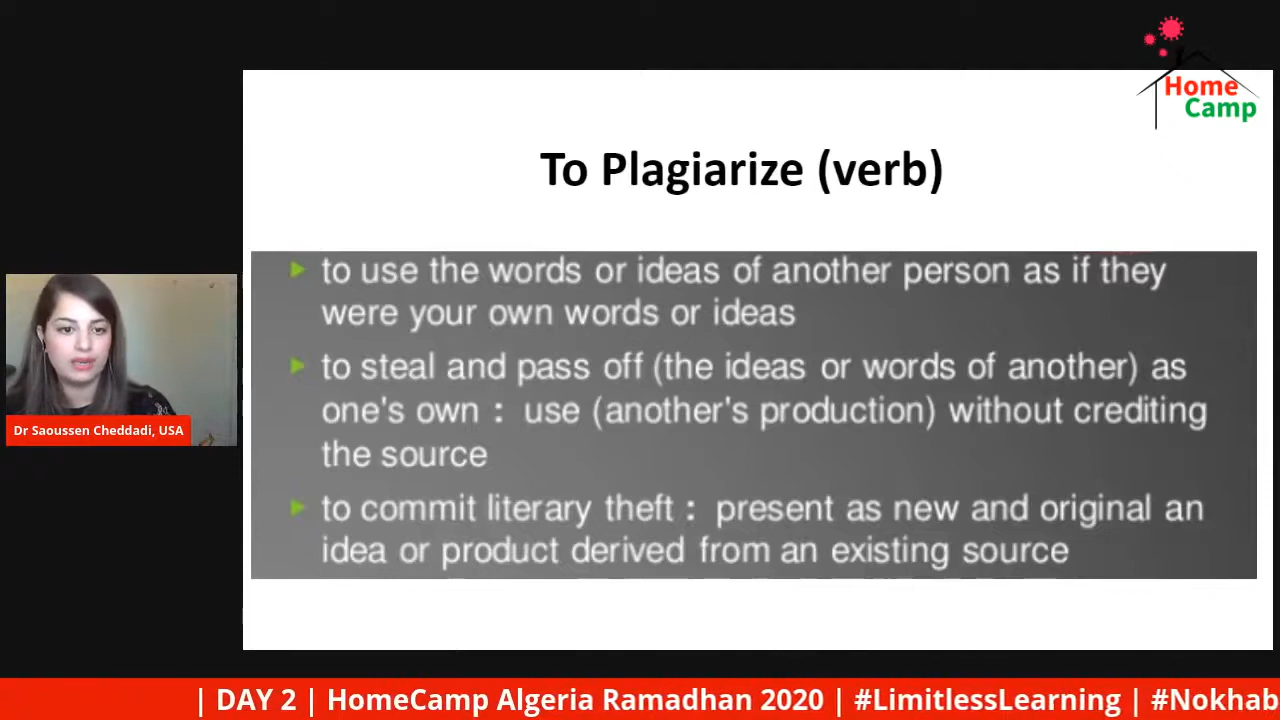 Home
Camp
To Plagiarize (verb)
to use the words or ideas of another person as if they
were your own words or ideas
to steal and pass off (the ideas or words of another) as
one's own : use (another's production) without crediting
the source
to commit literary theft : present as new and original an
idea or product derived from an existing source
Dr Saoussen Cheddadi, USA
| DAY 2 | HomeCamp Algeria Ramadhan 2020 | #LimitlessLearning | #Nokhab